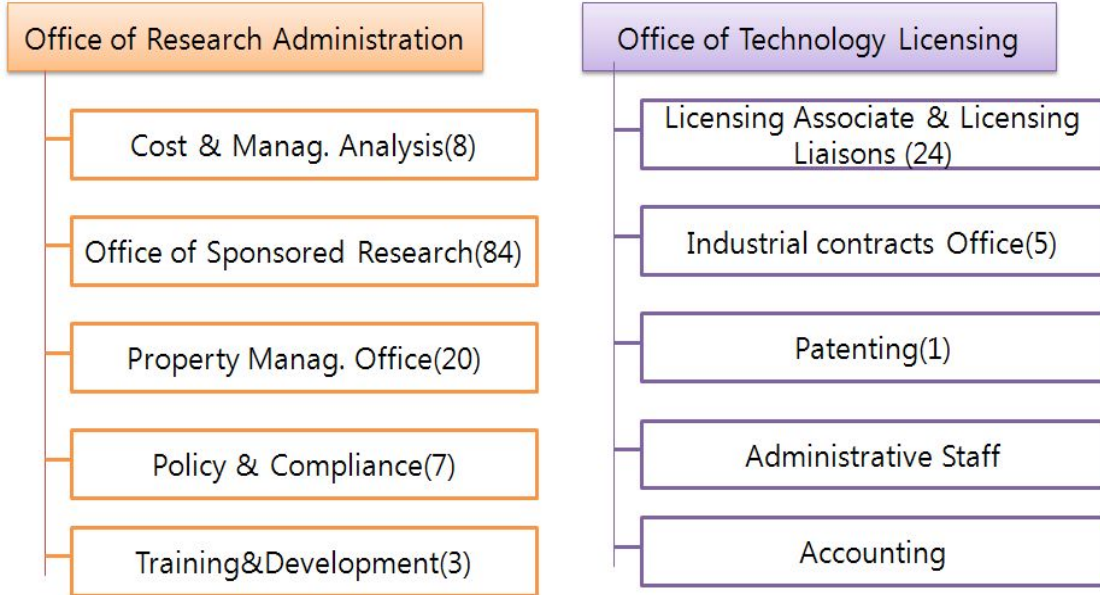 Office of Research Administration
Cost & Manag. Analysis(8)
Office of Sponsored Research(84)
Property Manag. Office(20)
Policy & Compliance(7)
Training&Development(3)
Office of Technology Licensing
Licensing Associate & Licensing
Liaisons (24)
Industrial contracts Office(5)
Patenting(1)
Administrative Staff
Accounting